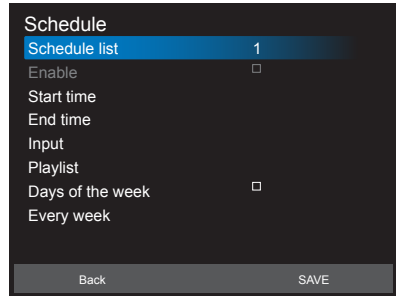 Schedule
Schedule list 1
Enable
Start time
End time
Input
Playlist
Days of the week
Every week
Back SAVE